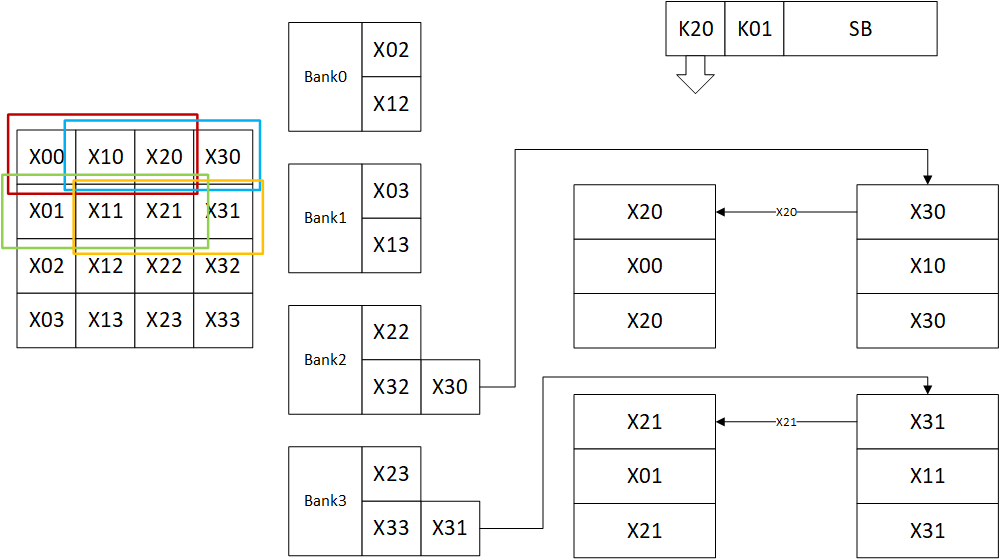 K20 K01 SB
X00 X10 X20 X30
X01 X11 X21 X31
X02 X12 X22 X32
X03 X13 X23 X33
Bank0
X02
X12
Bank1
X03
X13
Bank2
X22
X32 X30
Bank3
X23
X33 X31
X20 X20 X30
X00 X10
X20 X30
X21 X21 X31
X01 X11
X21 X31